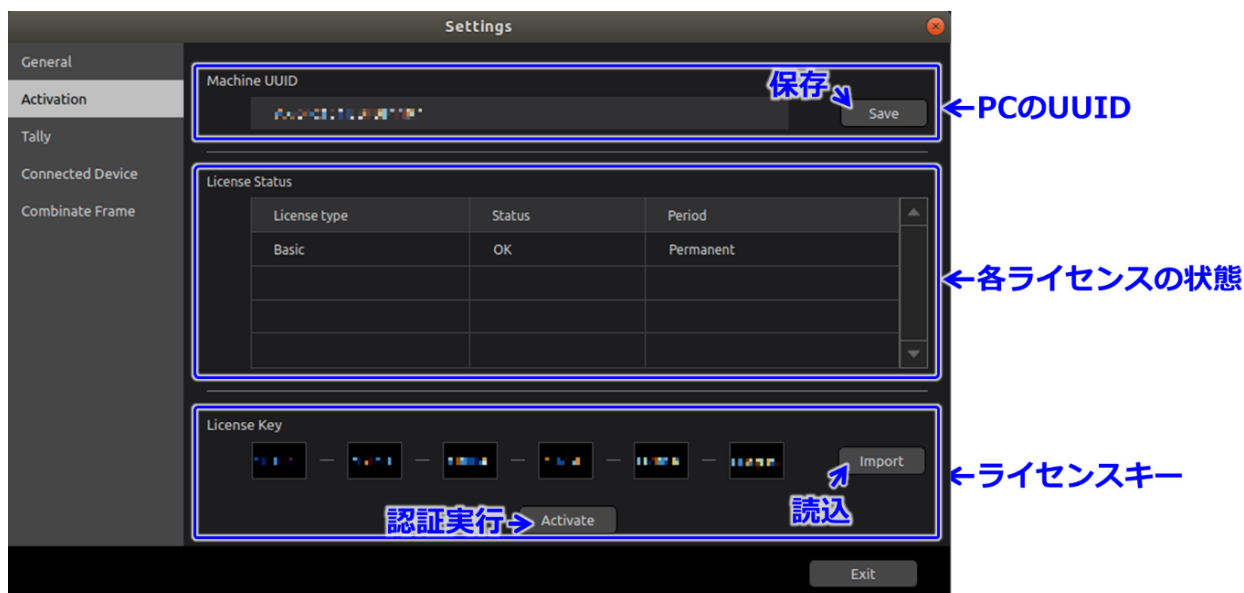 Settings
General
Activation
Tally
Connected Device
Combinate Frame
Machine UUID
保存
Save
←PCのUUID
License Status
License type Status Period
Basic OK Permanent
←各ライセンスの状態
License Key
— — — — —
Import
←ライセンスキー
読込
認証実行→
Activate
Exit